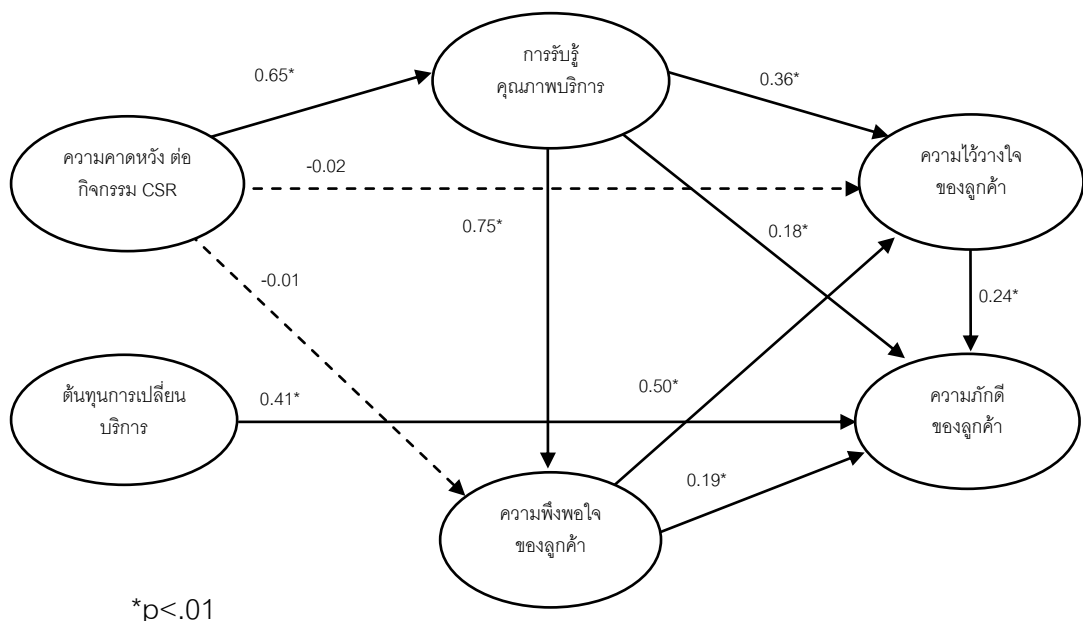 การรับรู้
คุณภาพบริการ
0.65*
0.36*
ความคาดหวัง ต่อ
กิจกรรม CSR
-0.02
ความไว้วางใจ
ของลูกค้า
0.75*
0.18*
-0.01
0.24*
ต้นทุนการเปลี่ยน
บริการ
0.41*
0.50*
ความภักดี
ของลูกค้า
0.19*
ความพึงพอใจ
ของลูกค้า
*p<.01